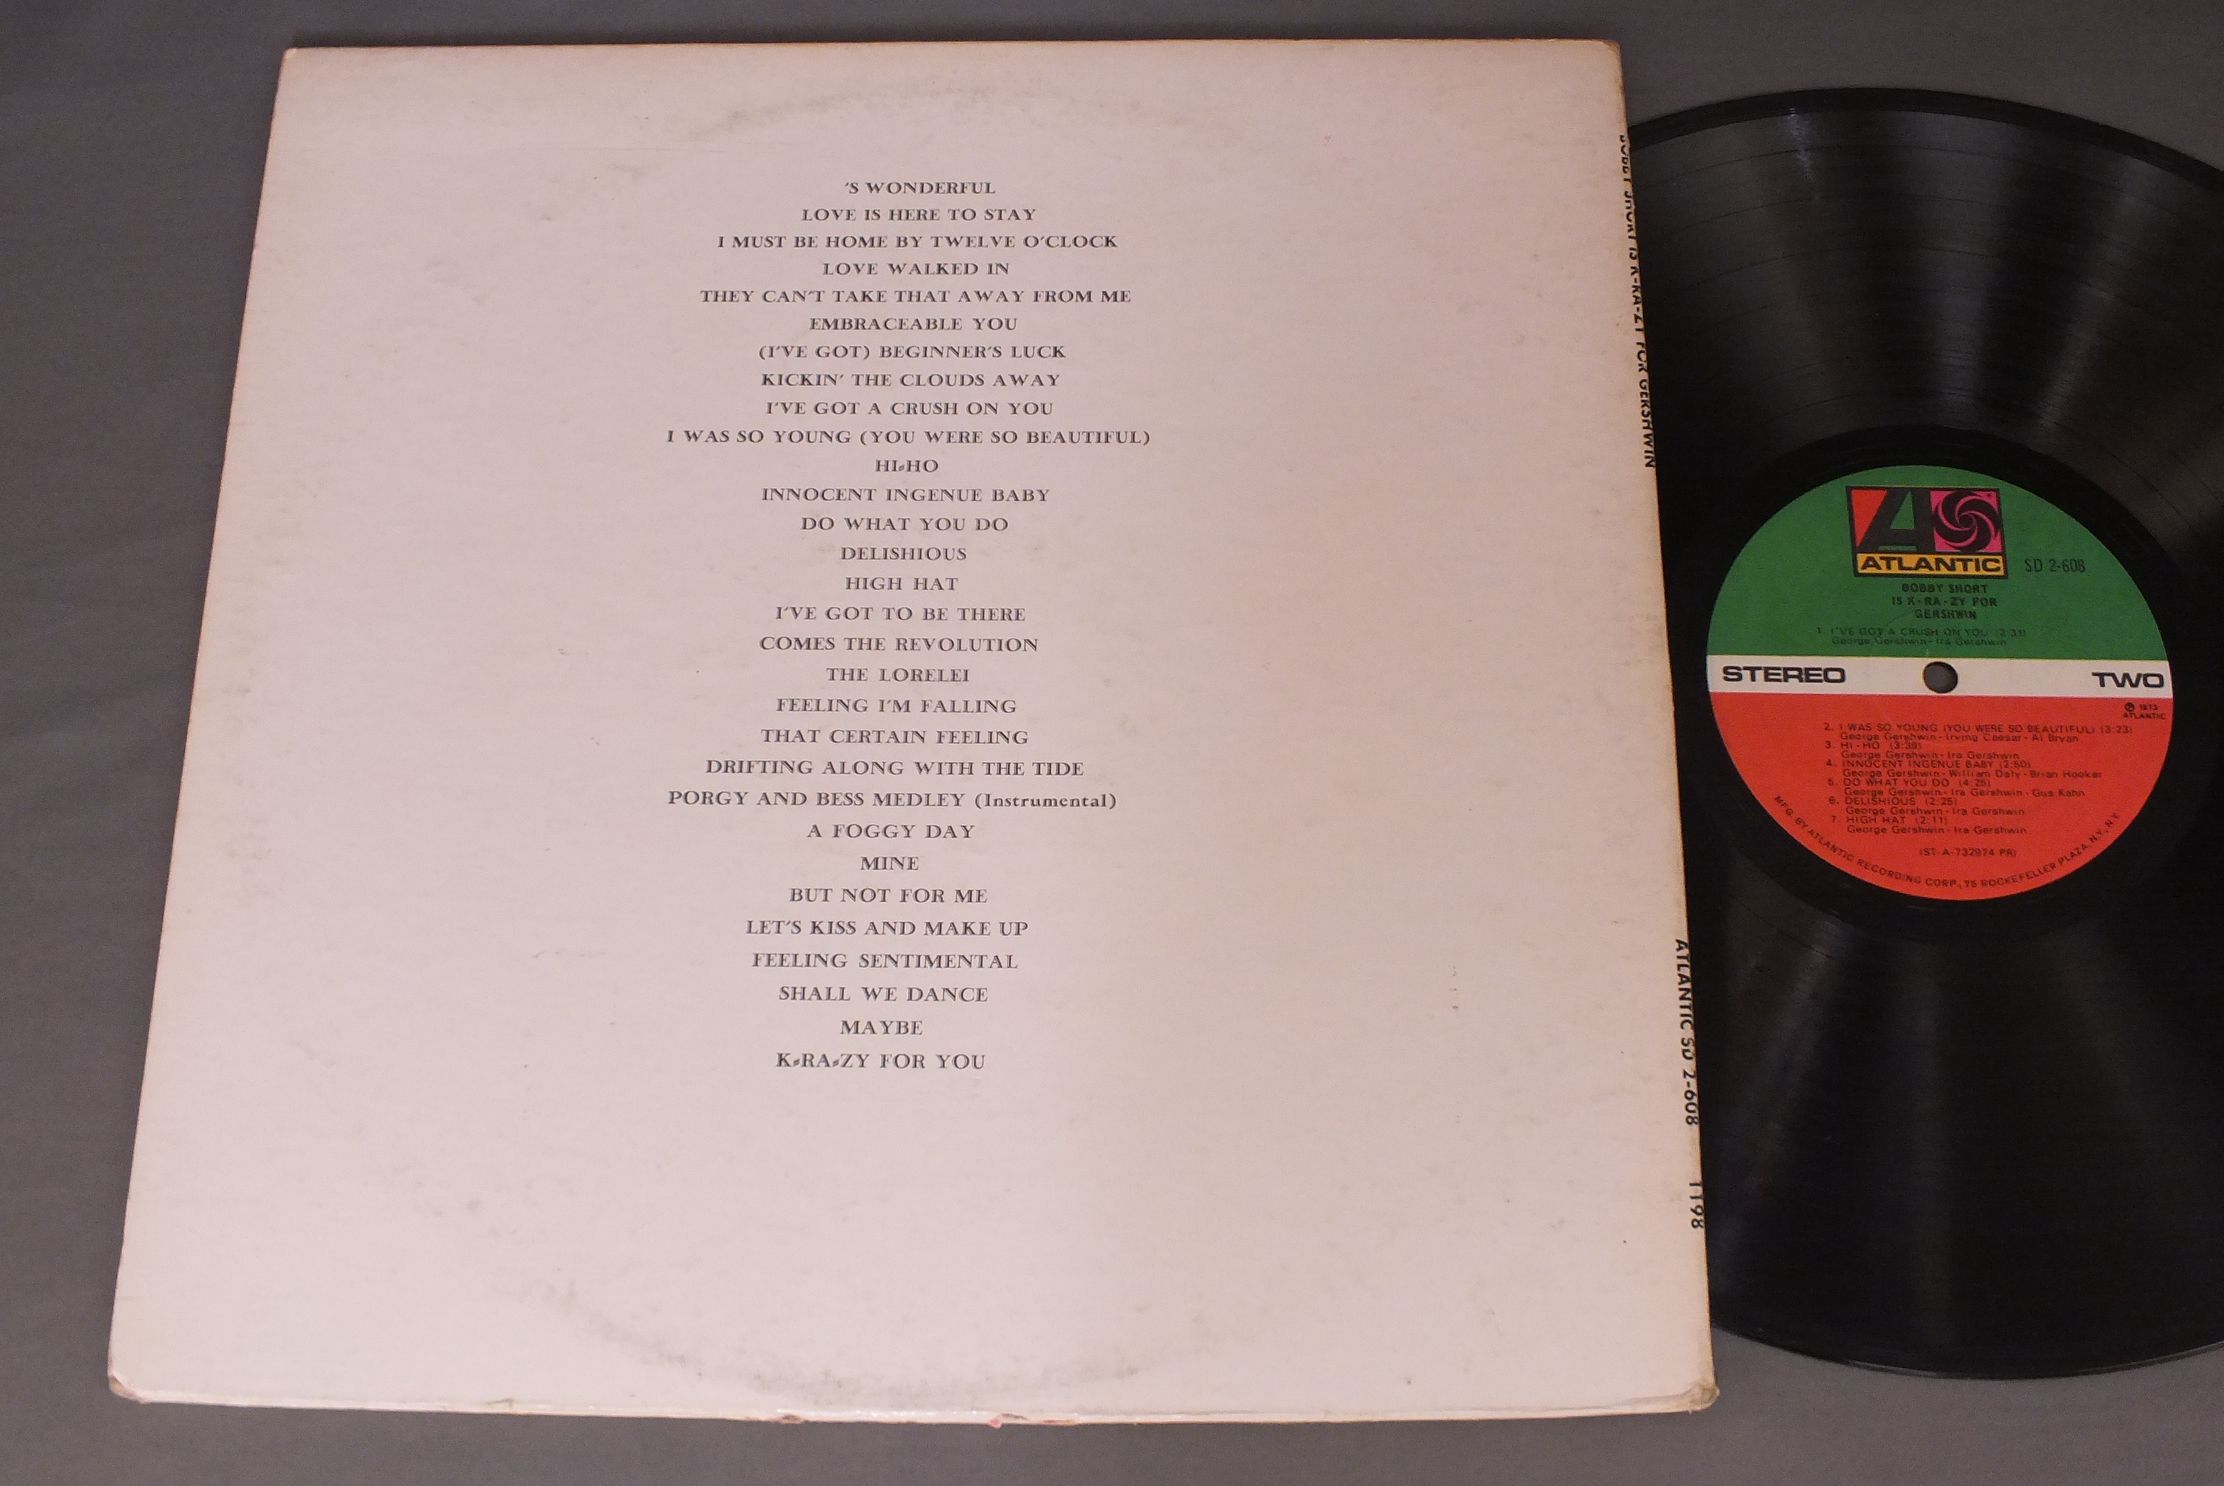 'S WONDERFUL
LOVE IS HERE TO STAY
I MUST BE HOME BY TWELVE O'CLOCK
LOVE WALKED IN
THEY CAN'T TAKE THAT AWAY FROM ME
EMBRACEABLE YOU
(I'VE GOT) BEGINNER'S LUCK
KICKIN' THE CLOUDS AWAY
I'VE GOT A CRUSH ON YOU
I WAS SO YOUNG (YOU WERE SO BEAUTIFUL)
HI-HO
INNOCENT INGENUE BABY
DO WHAT YOU DO
DELISHIOUS
HIGH HAT
I'VE GOT TO BE THERE
COMES THE REVOLUTION
THE LORELEI
FEELING I'M FALLING
THAT CERTAIN FEELING
DRIFTING ALONG WITH THE TIDE
PORGY AND BESS MEDLEY (Instrumental)
A FOGGY DAY
MINE
BUT NOT FOR ME
LET'S KISS AND MAKE UP
FEELING SENTIMENTAL
SHALL WE DANCE
MAYBE
K-RA-ZY FOR YOU
BOBBY SHORT IS K-RA-ZY FOR GERSHWIN
ATLANTIC SD 2-608 1198
ATLANTIC
SD 2-608
BOBBY SHORT
IS K-RA-ZY FOR
GERSHWIN
1. I'VE GOT A CRUSH ON YOU (2:31)
George Gershwin-Ira Gershwin
STEREO TWO
℗ 1973
ATLANTIC
2. I WAS SO YOUNG (YOU WERE SO BEAUTIFUL) (3:23)
George Gershwin-Irving Caesar-Al Bryan
3. HI-HO (3:39)
George Gershwin-Ira Gershwin
4. INNOCENT INGENUE BABY (2:50)
George Gershwin-William Daly-Brian Hooker
5. DO WHAT YOU DO (4:25)
George Gershwin-Ira Gershwin-Gus Kahn
6. DELISHIOUS (2:25)
George Gershwin-Ira Gershwin
7. HIGH HAT (2:11)
George Gershwin-Ira Gershwin
(ST-A-732974 PR)
MFG. BY ATLANTIC RECORDING CORP., 75 ROCKEFELLER PLAZA, N.Y., N.Y.